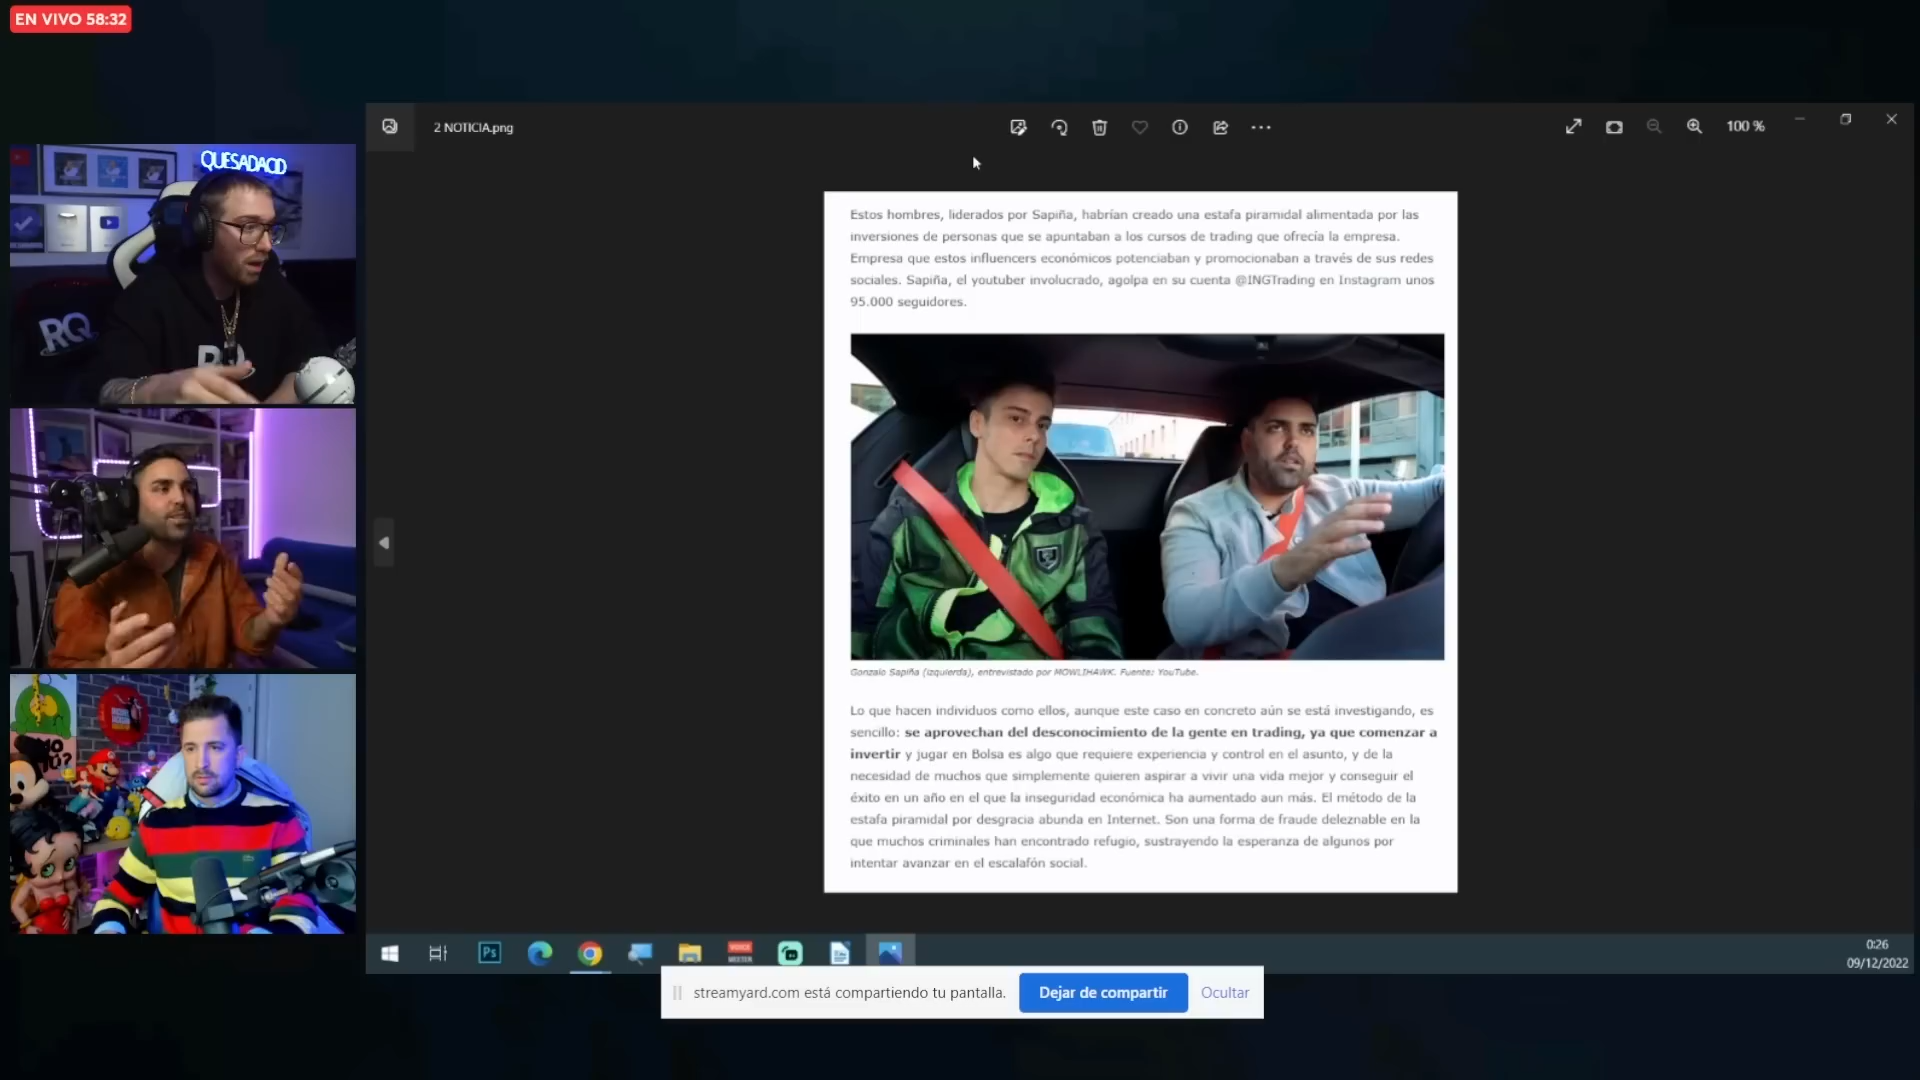 EN VIVO 58:32
2 NOTICIA.png
100 %
QUESADACID
RQ
Estos hombres, liderados por Sapiña, habrían creado una estafa piramidal alimentada por las
inversiones de personas que se apuntaban a los cursos de trading que ofrecía la empresa.
Empresa que estos influencers económicos potenciaban y promocionaban a través de sus redes
sociales. Sapiña, el youtuber involucrado, agolpa en su cuenta @INGTrading en Instagram unos
95.000 seguidores.
Gonzalo Sapiña (izquierda), entrevistado por MOWLIHAWK. Fuente: YouTube.
Lo que hacen individuos como ellos, aunque este caso en concreto aún se está investigando, es
sencillo: se aprovechan del desconocimiento de la gente en trading, ya que comenzar a
invertir y jugar en Bolsa es algo que requiere experiencia y control en el asunto, y de la
necesidad de muchos que simplemente quieren aspirar a vivir una vida mejor y conseguir el
éxito en un año en el que la inseguridad económica ha aumentado aun más. El método de la
estafa piramidal por desgracia abunda en Internet. Son una forma de fraude deleznable en la
que muchos criminales han encontrado refugio, sustrayendo la esperanza de algunos por
intentar avanzar en el escalafón social.
Ps
VOICE
MEETER
0:26
09/12/2022
streamyard.com está compartiendo tu pantalla.
Dejar de compartir
Ocultar